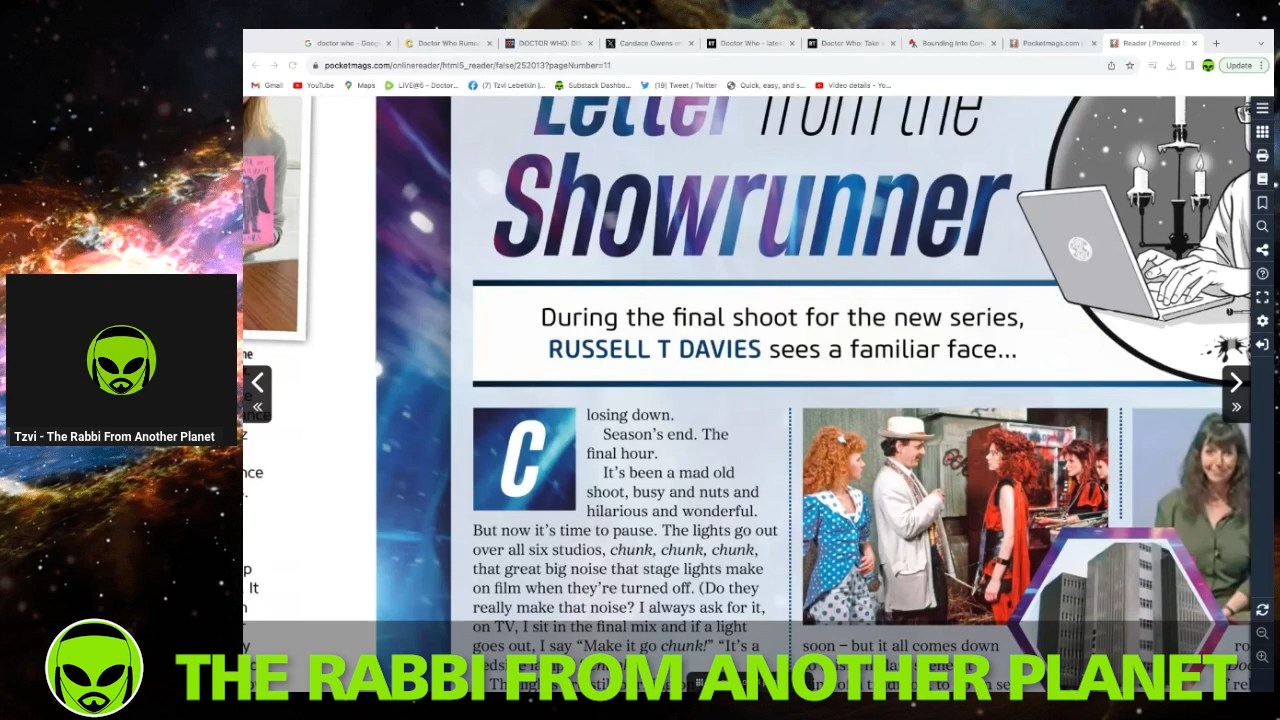 doctor who - Goog
Doctor Who Rumo
DOCTOR WHO: DI
Candace Owens on
Doctor Who - lates
Doctor Who: Take a
Bounding Into Com
Pocketmags.com
Reader | Powered
pocketmags.com/onlinereader/html5_reader/false/252013?pageNumber=11
Update
Gmail
YouTube
Maps
LIVE@5 – Doctor...
(7) Tzvi Lebetkin |...
Substack Dashbo...
(19) Tweet / Twitter
Quick, easy, and s...
Video details - Yo...
Letter from the
Showrunner
During the final shoot for the new series,
RUSSELL T DAVIES sees a familiar face...
Closing down.
Season's end. The
final hour.
It's been a mad old
shoot, busy and nuts and
hilarious and wonderful.
But now it's time to pause. The lights go out
over all six studios, chunk, chunk, chunk,
that great big noise that stage lights make
on film when they're turned off. (Do they
really make that noise? I always ask for it,
on TV, I sit in the final mix and if a light
goes out, I say "Make it go chunk!" "It's a
soon – but it all comes down
Tzvi - The Rabbi From Another Planet
THE RABBI FROM ANOTHER PLANET